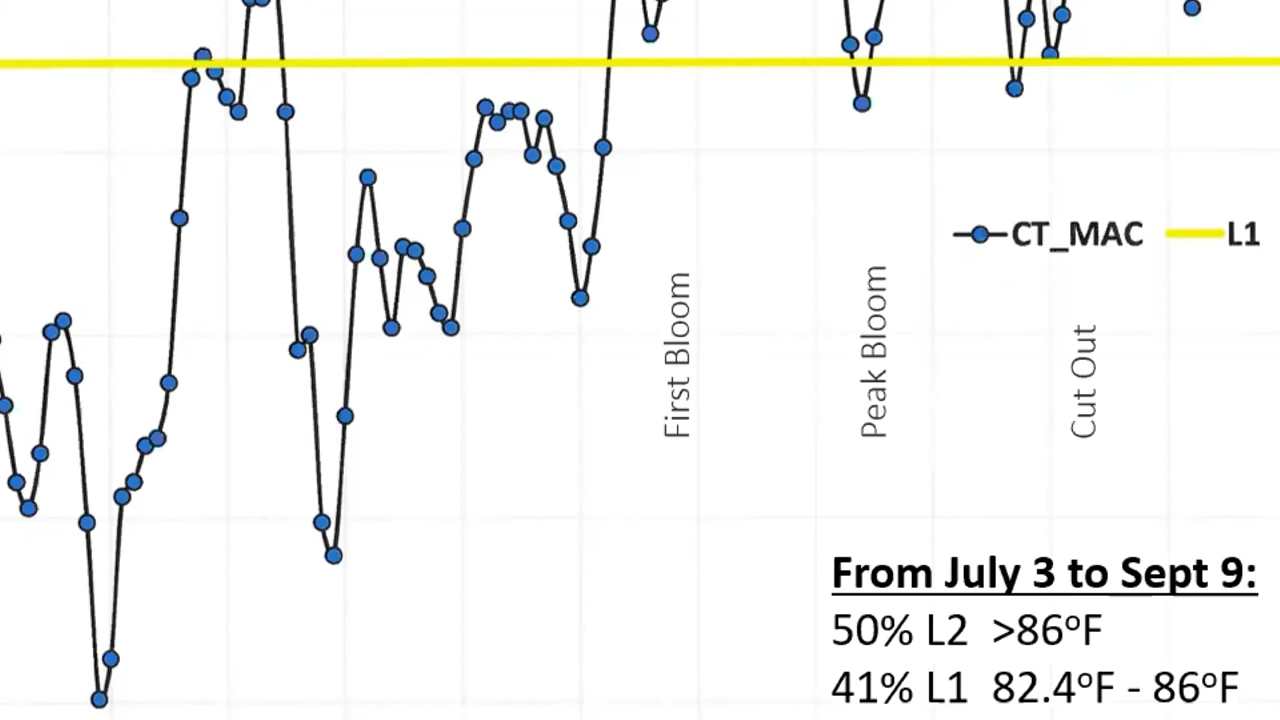 CT_MAC L1
First Bloom
Peak Bloom
Cut Out
From July 3 to Sept 9:
50% L2 >86ºF
41% L1 82.4ºF - 86ºF